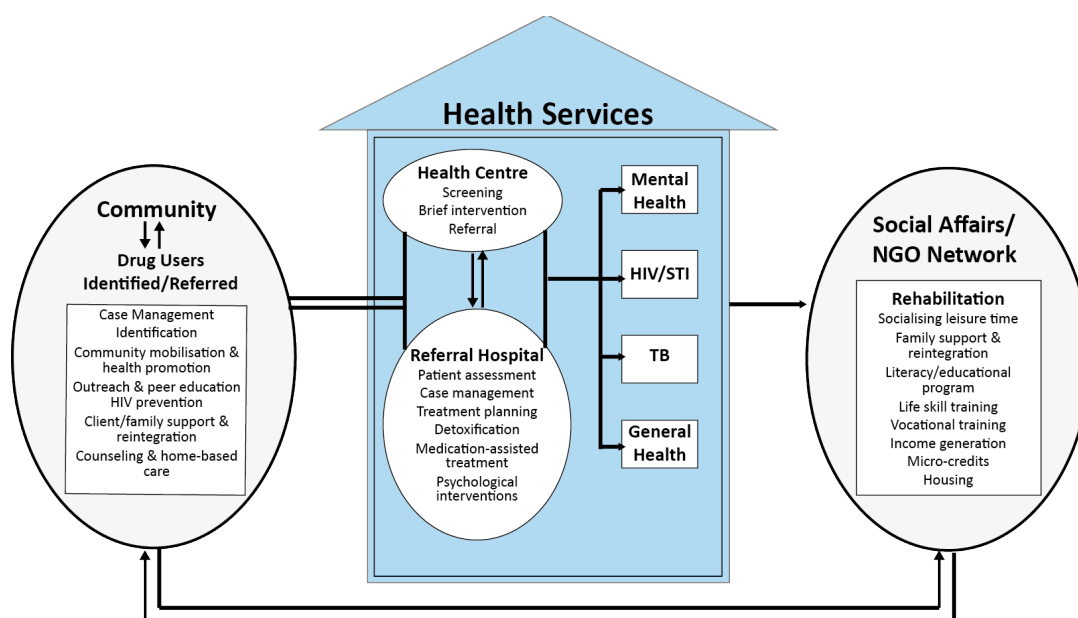 Health Services
Community
Drug Users
Identified/Referred
Case Management
Identification
Community mobilisation &
health promotion
Outreach & peer education
HIV prevention
Client/family support &
reintegration
Counseling & home-based
care
Health Centre
Screening
Brief intervention
Referral
Referral Hospital
Patient assessment
Case management
Treatment planning
Detoxification
Medication-assisted
treatment
Psychological
interventions
Mental
Health
HIV/STI
TB
General
Health
Social Affairs/
NGO Network
Rehabilitation
Socialising leisure time
Family support &
reintegration
Literacy/educational
program
Life skill training
Vocational training
Income generation
Micro-credits
Housing